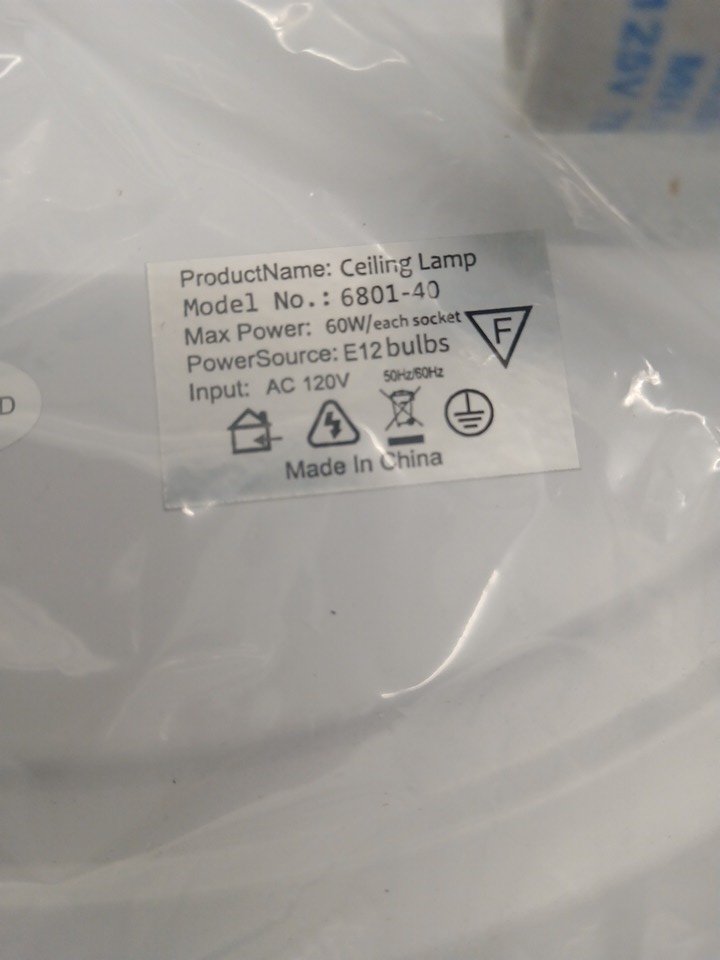 ProductName: Ceiling Lamp
Model No.: 6801-40
Max Power: 60W/each socket
F
PowerSource: E12 bulbs
Input: AC 120V 50Hz/60Hz
Made In China
D
125V